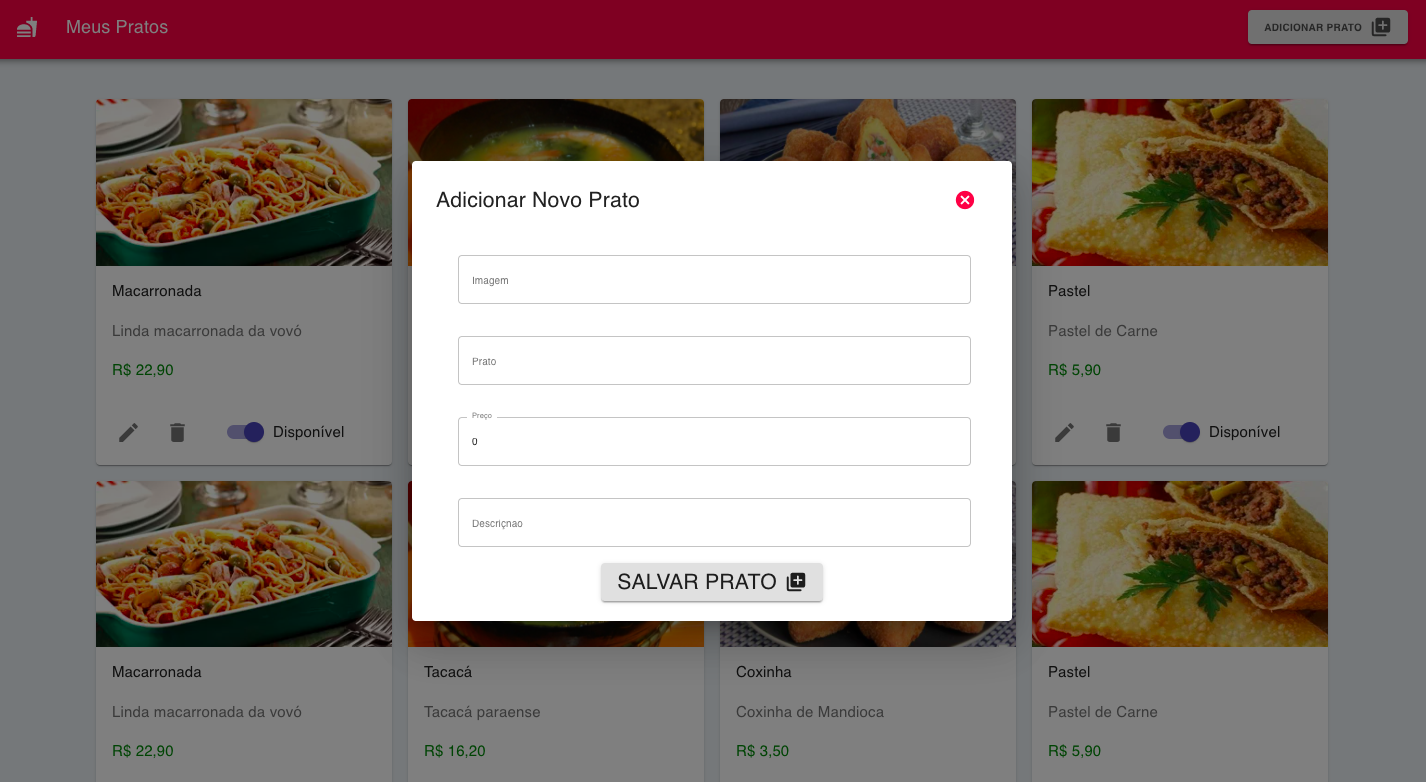 Meus Pratos
ADICIONAR PRATO
Adicionar Novo Prato
Imagem
Prato
Preço
0
Descriçnao
SALVAR PRATO
Macarronada
Linda macarronada da vovó
R$ 22,90
Disponível
Pastel
Pastel de Carne
R$ 5,90
Disponível
Macarronada
Linda macarronada da vovó
R$ 22,90
Tacacá
Tacacá paraense
R$ 16,20
Coxinha
Coxinha de Mandioca
R$ 3,50
Pastel
Pastel de Carne
R$ 5,90